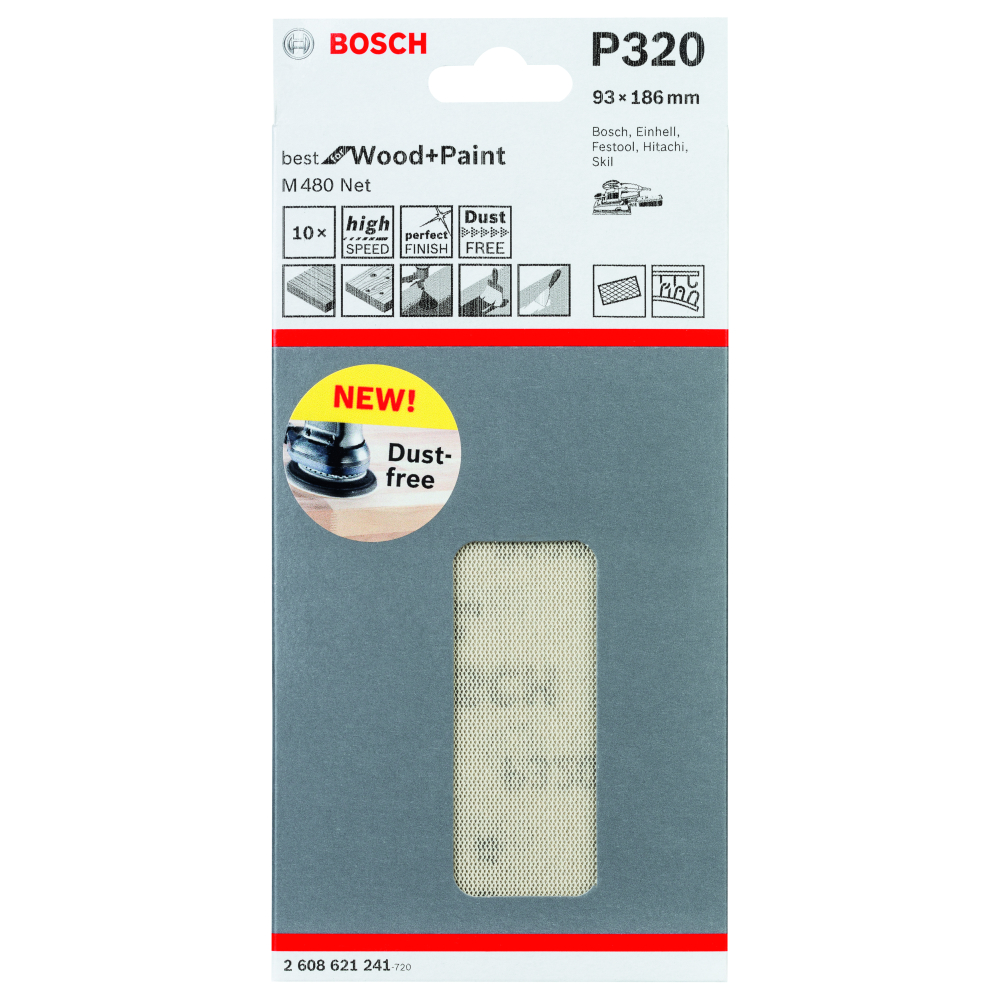 BOSCH
P320
93 × 186 mm
Bosch, Einhell,
Festool, Hitachi,
Skil
best for Wood+Paint
M 480 Net
10×
high
SPEED
perfect
FINISH
Dust
FREE
NEW!
Dust-
free
2 608 621 241-720